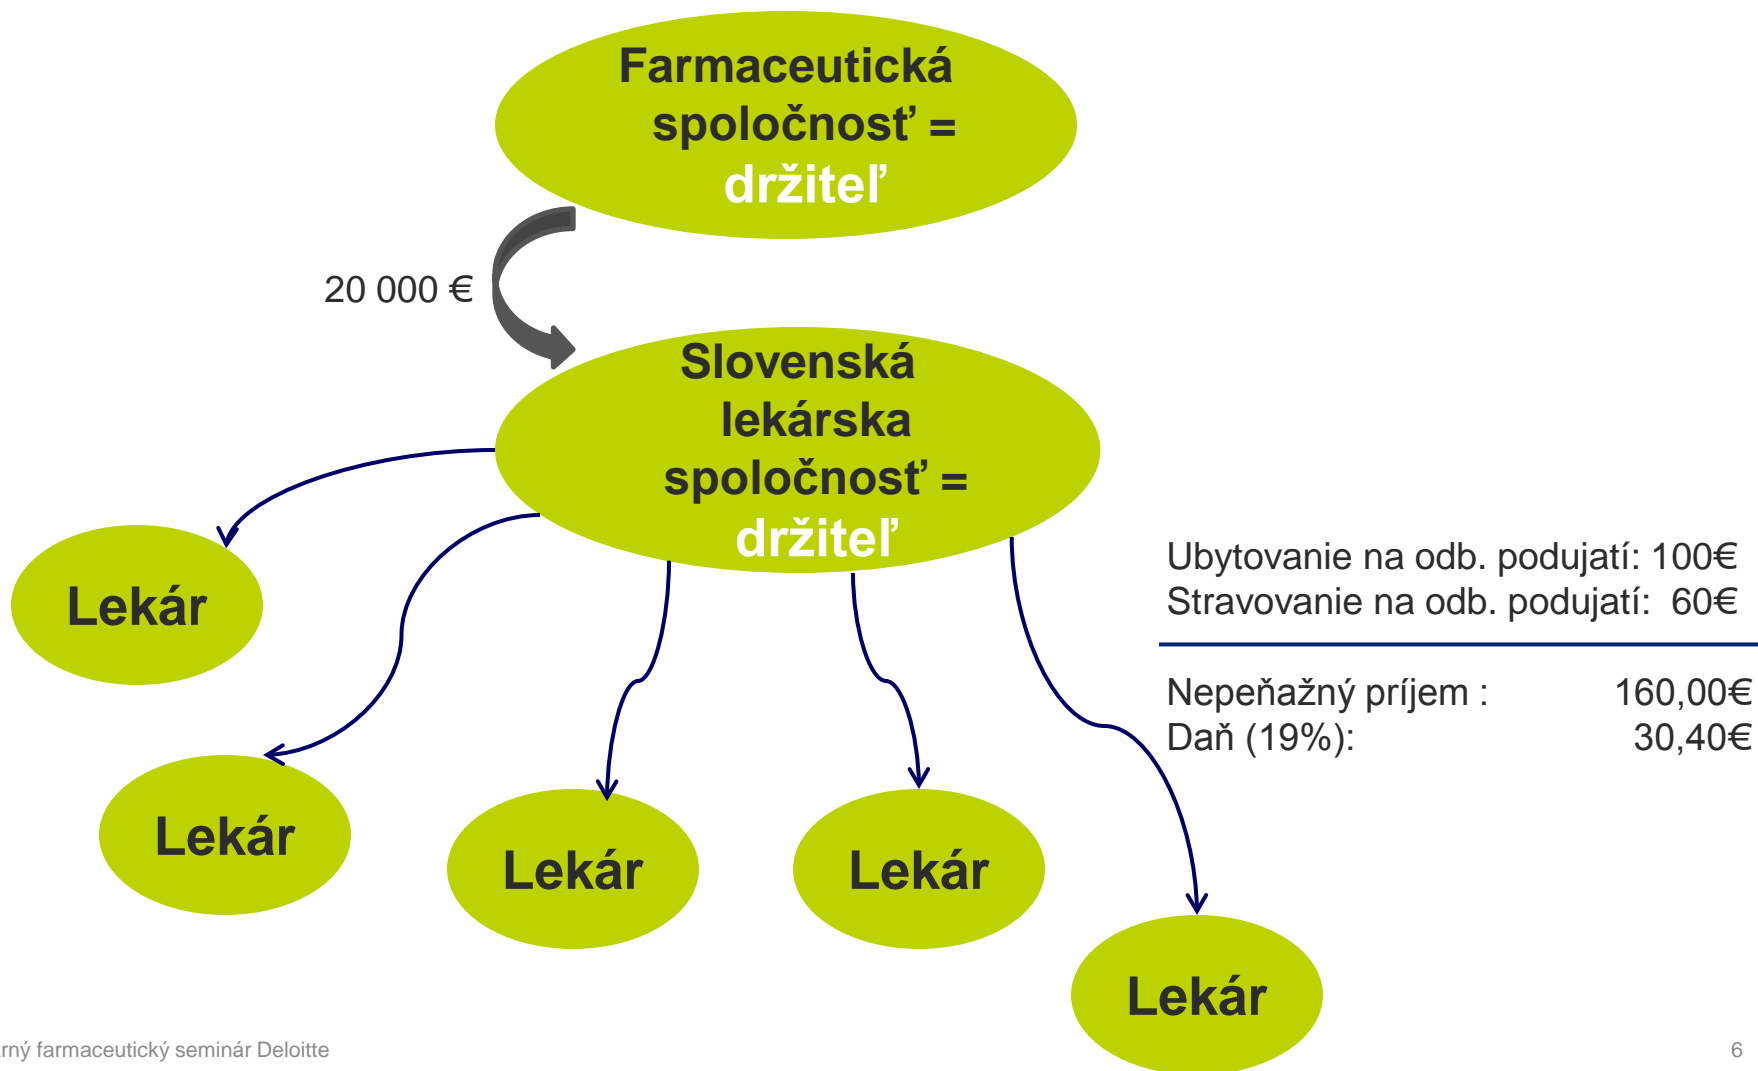 Farmaceutická
spoločnosť =
držiteľ
20 000 €
Slovenská
lekárska
spoločnosť =
držiteľ
Ubytovanie na odb. podujatí: 100€
Stravovanie na odb. podujatí: 60€
Nepeňažný príjem : 160,00€
Daň (19%): 30,40€
Lekár
Lekár
Lekár
Lekár
Lekár
farmaceutický seminár Deloitte
6